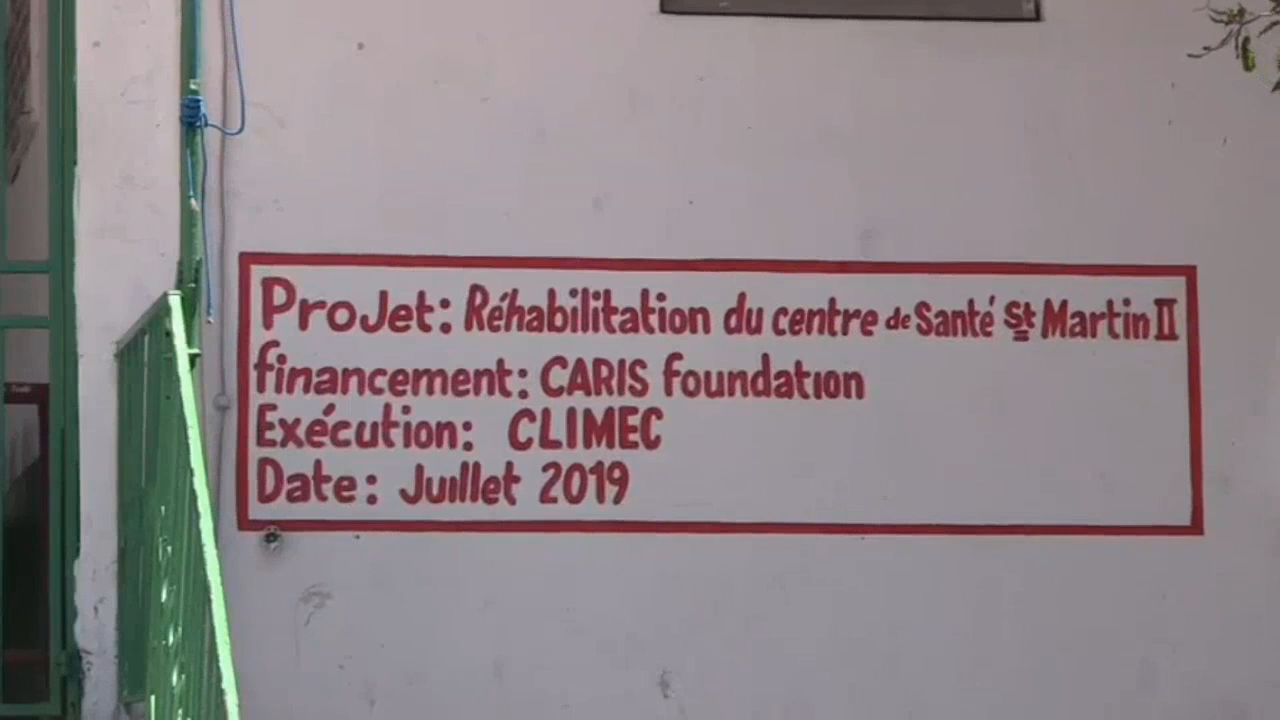 ProJet: Réhabilitation du centre de Santé St Martin II
financement: CARIS foundation
Exécution: CLIMEC
Date: Juillet 2019